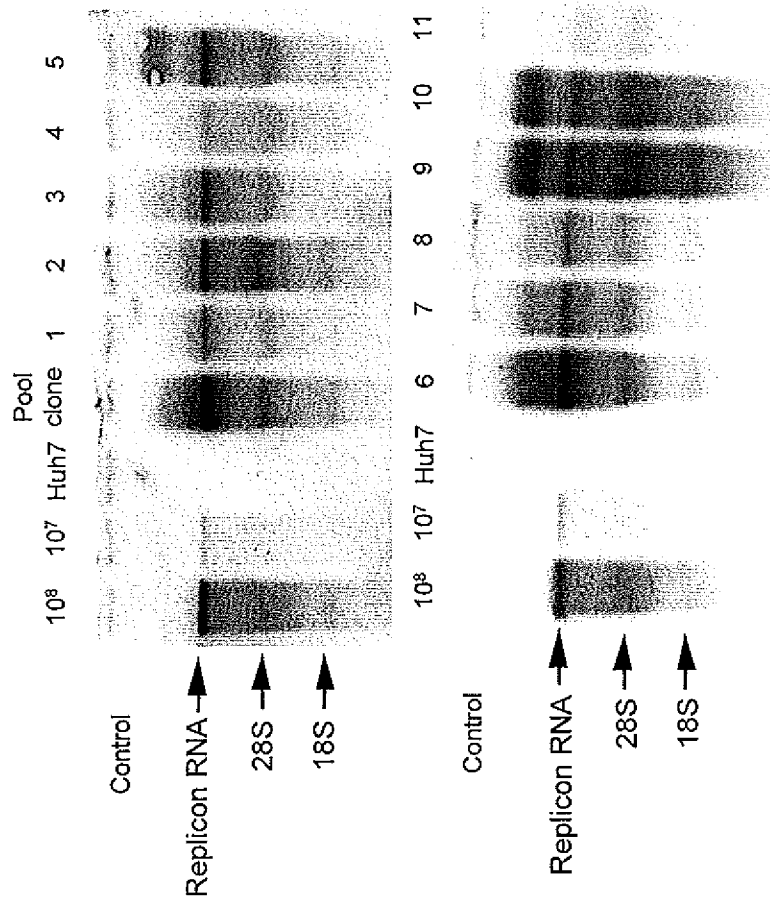 Pool
Control 10⁸ 10⁷ Huh7 clone 1 2 3 4 5
Replicon RNA
28S
18S
Control 10⁸ 10⁷ Huh7 6 7 8 9 10 11
Replicon RNA
28S
18S